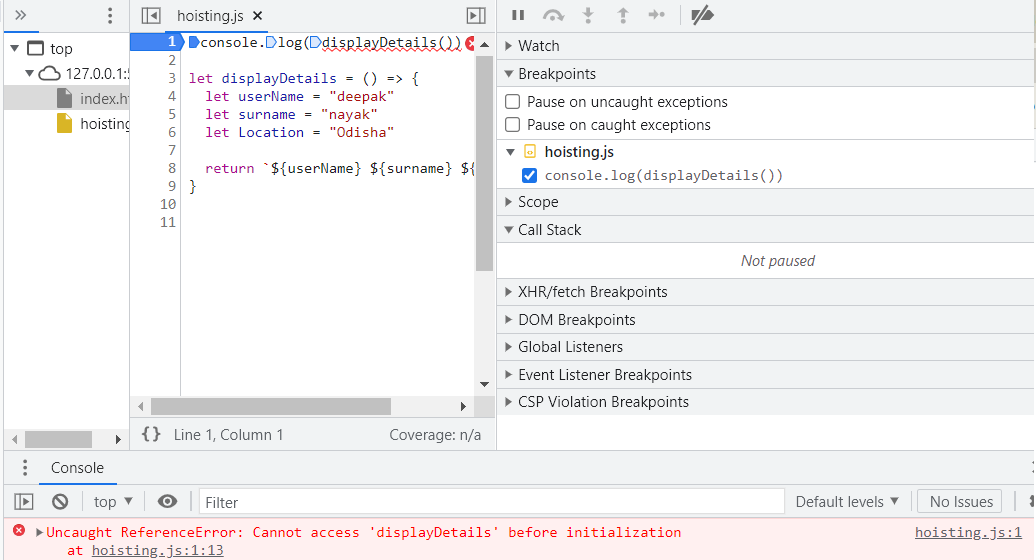 hoisting.js
top
127.0.0.1:5
index.h
hoisting
1 console.log(displayDetails())
2
3 let displayDetails = () => {
4 let userName = "deepak"
5 let surname = "nayak"
6 let Location = "Odisha"
7
8 return `${userName} ${surname} ${
9 }
10
11
{} Line 1, Column 1
Coverage: n/a
Watch
Breakpoints
Pause on uncaught exceptions
Pause on caught exceptions
hoisting.js
console.log(displayDetails())
Scope
Call Stack
Not paused
XHR/fetch Breakpoints
DOM Breakpoints
Global Listeners
Event Listener Breakpoints
CSP Violation Breakpoints
Console
top
Filter
Default levels
No Issues
Uncaught ReferenceError: Cannot access 'displayDetails' before initialization hoisting.js:1
at hoisting.js:1:13